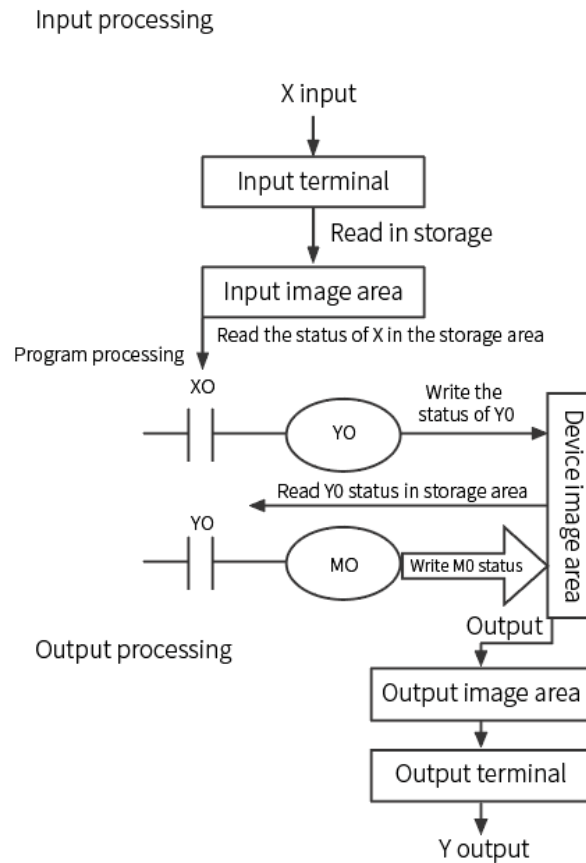 Input processing
X input
Input terminal
Read in storage
Input image area
Read the status of X in the storage area
Program processing
XO
YO
Write the
status of Y0
Device image area
Read Y0 status in storage area
YO
MO
Write M0 status
Output
Output processing
Output image area
Output terminal
Y output